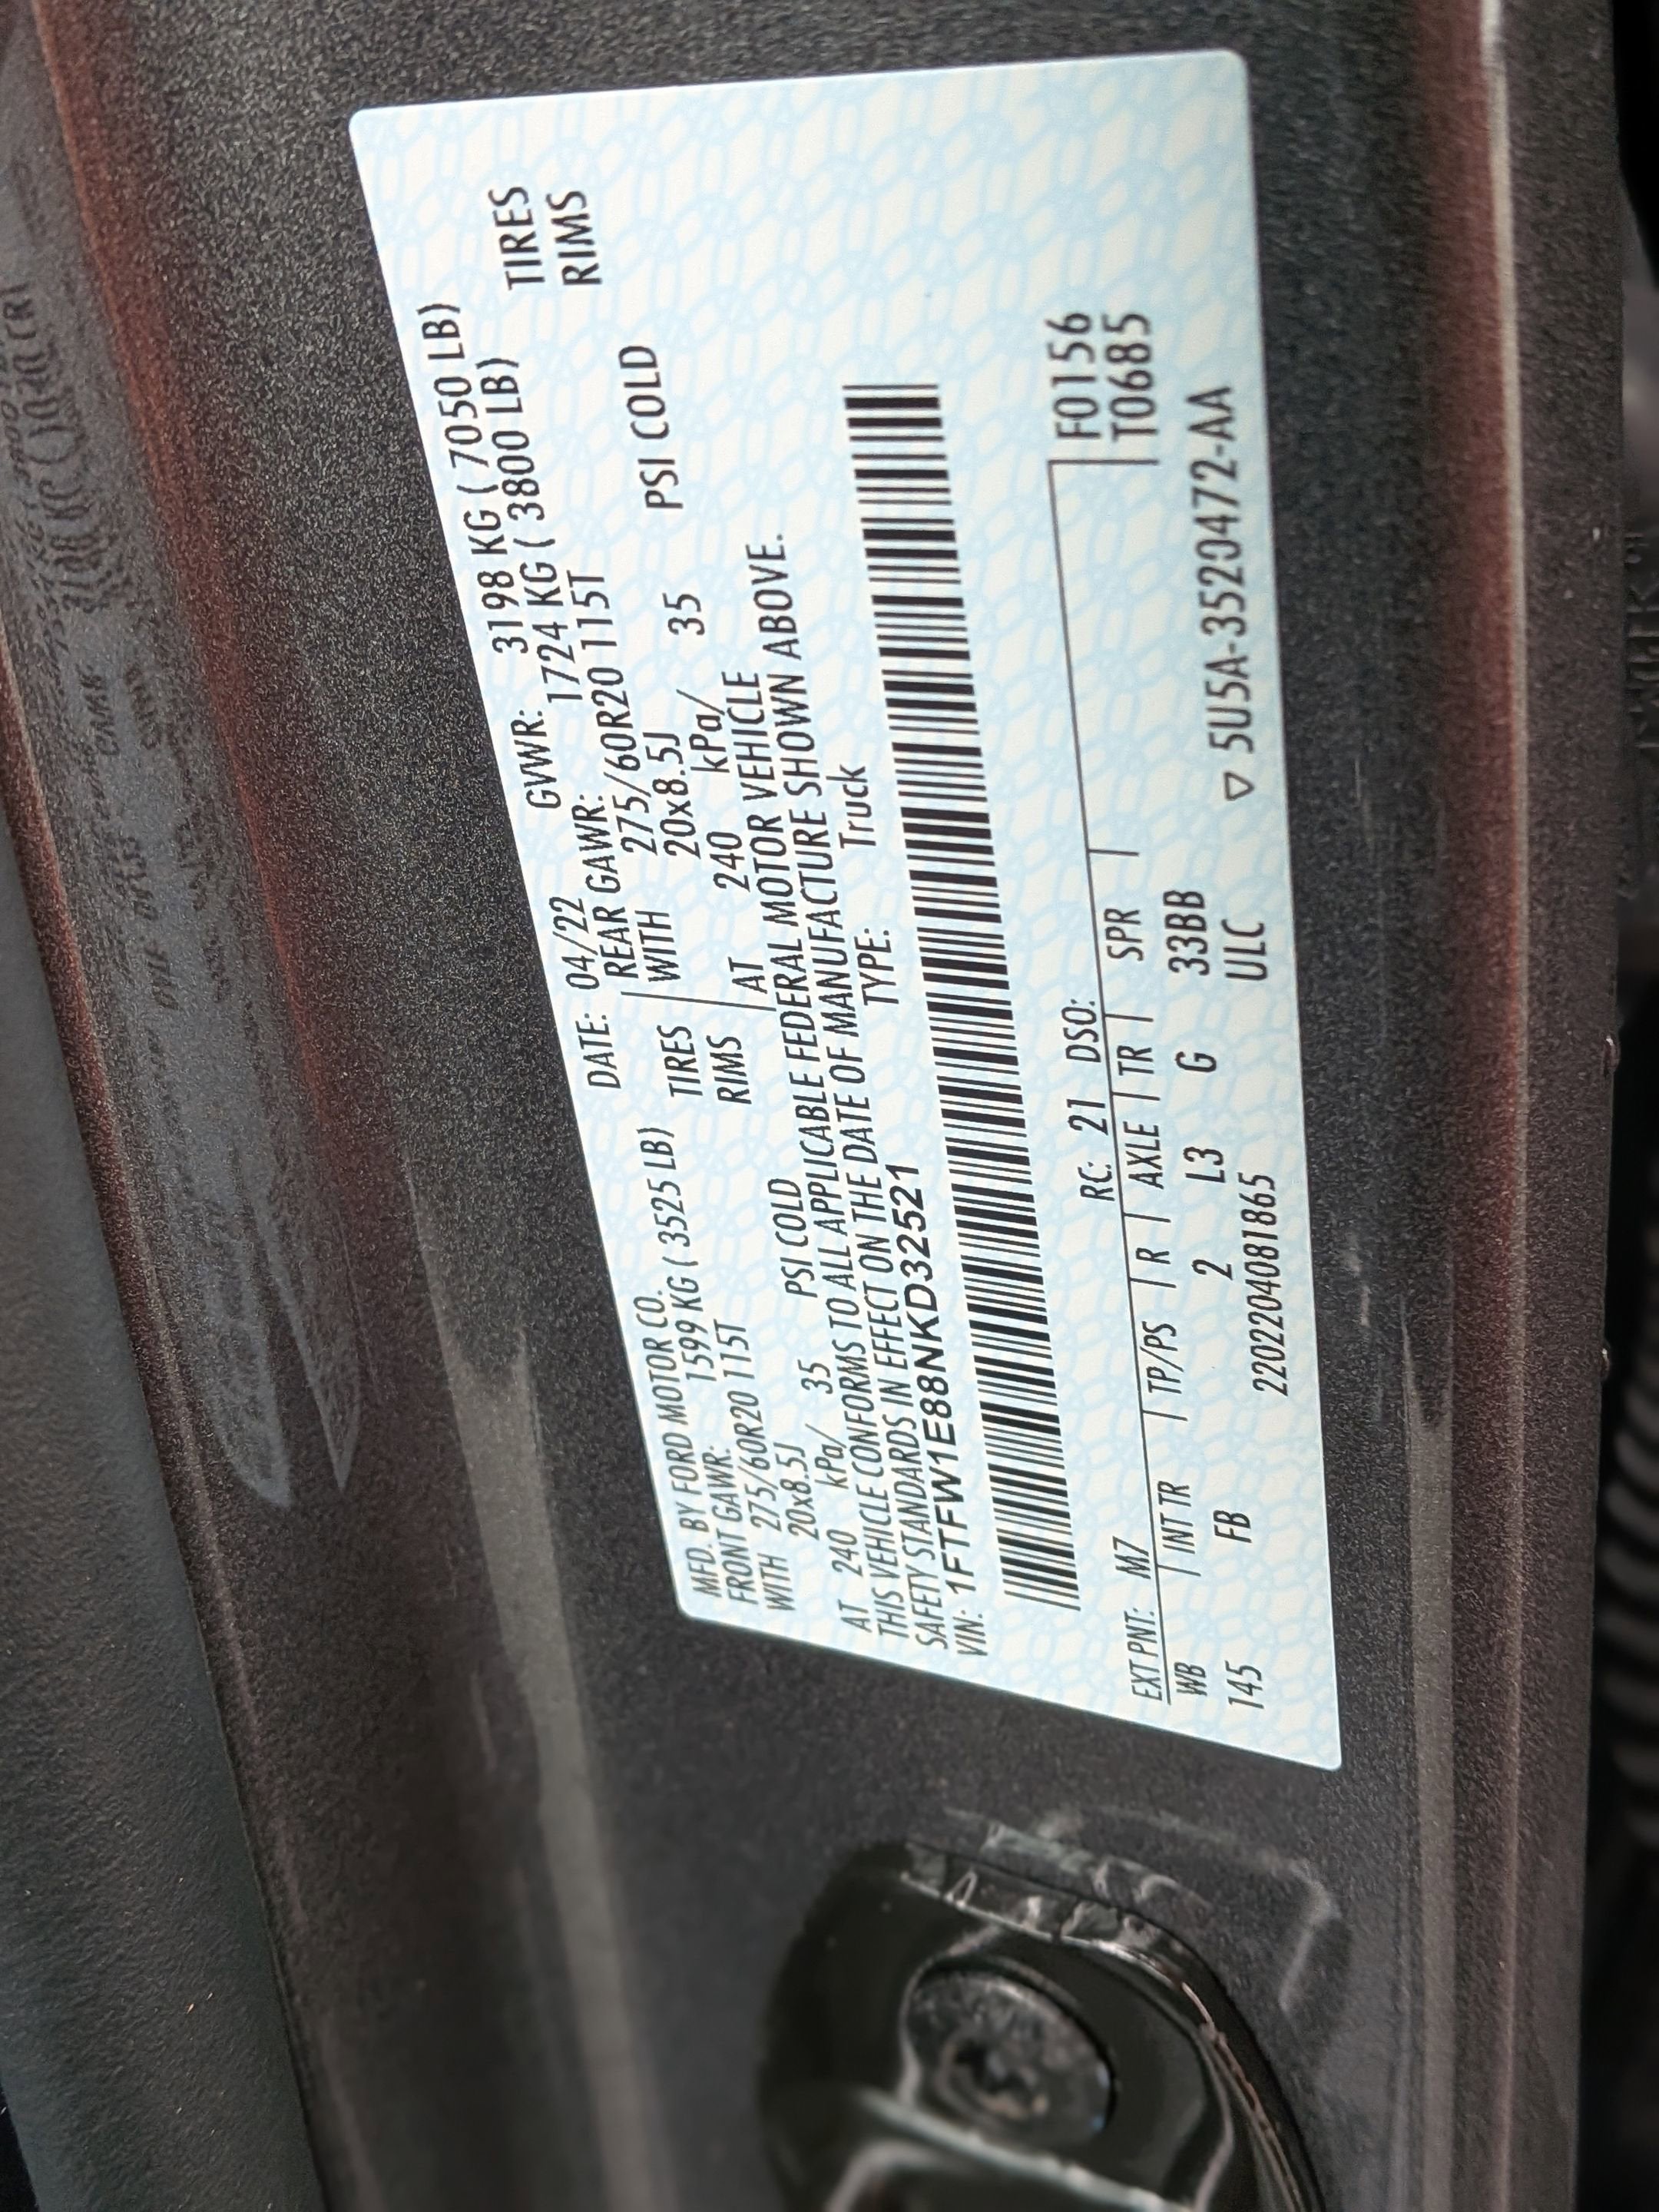 MFD. BY FORD MOTOR CO. DATE: 04/22 GVWR: 3198 KG ( 7050 LB)
FRONT GAWR: 1599 KG ( 3525 LB) REAR GAWR: 1724 KG ( 3800 LB)
WITH 275/60R20 115T TIRES WITH 275/60R20 115T TIRES
20x8.5J RIMS 20x8.5J RIMS
AT 240 kPa/ 35 PSI COLD AT 240 kPa/ 35 PSI COLD
THIS VEHICLE CONFORMS TO ALL APPLICABLE FEDERAL MOTOR VEHICLE
SAFETY STANDARDS IN EFFECT ON THE DATE OF MANUFACTURE SHOWN ABOVE.
VIN: 1FTFW1E88NKD32521 TYPE: Truck
F0156
T0685
EXT PNT: M7 RC: 21 DSO:
WB INT TR TP/PS R AXLE TR SPR
145 FB 2 L3 G 33BB
2202204081865 ULC ▽ 5U5A-3520472-AA